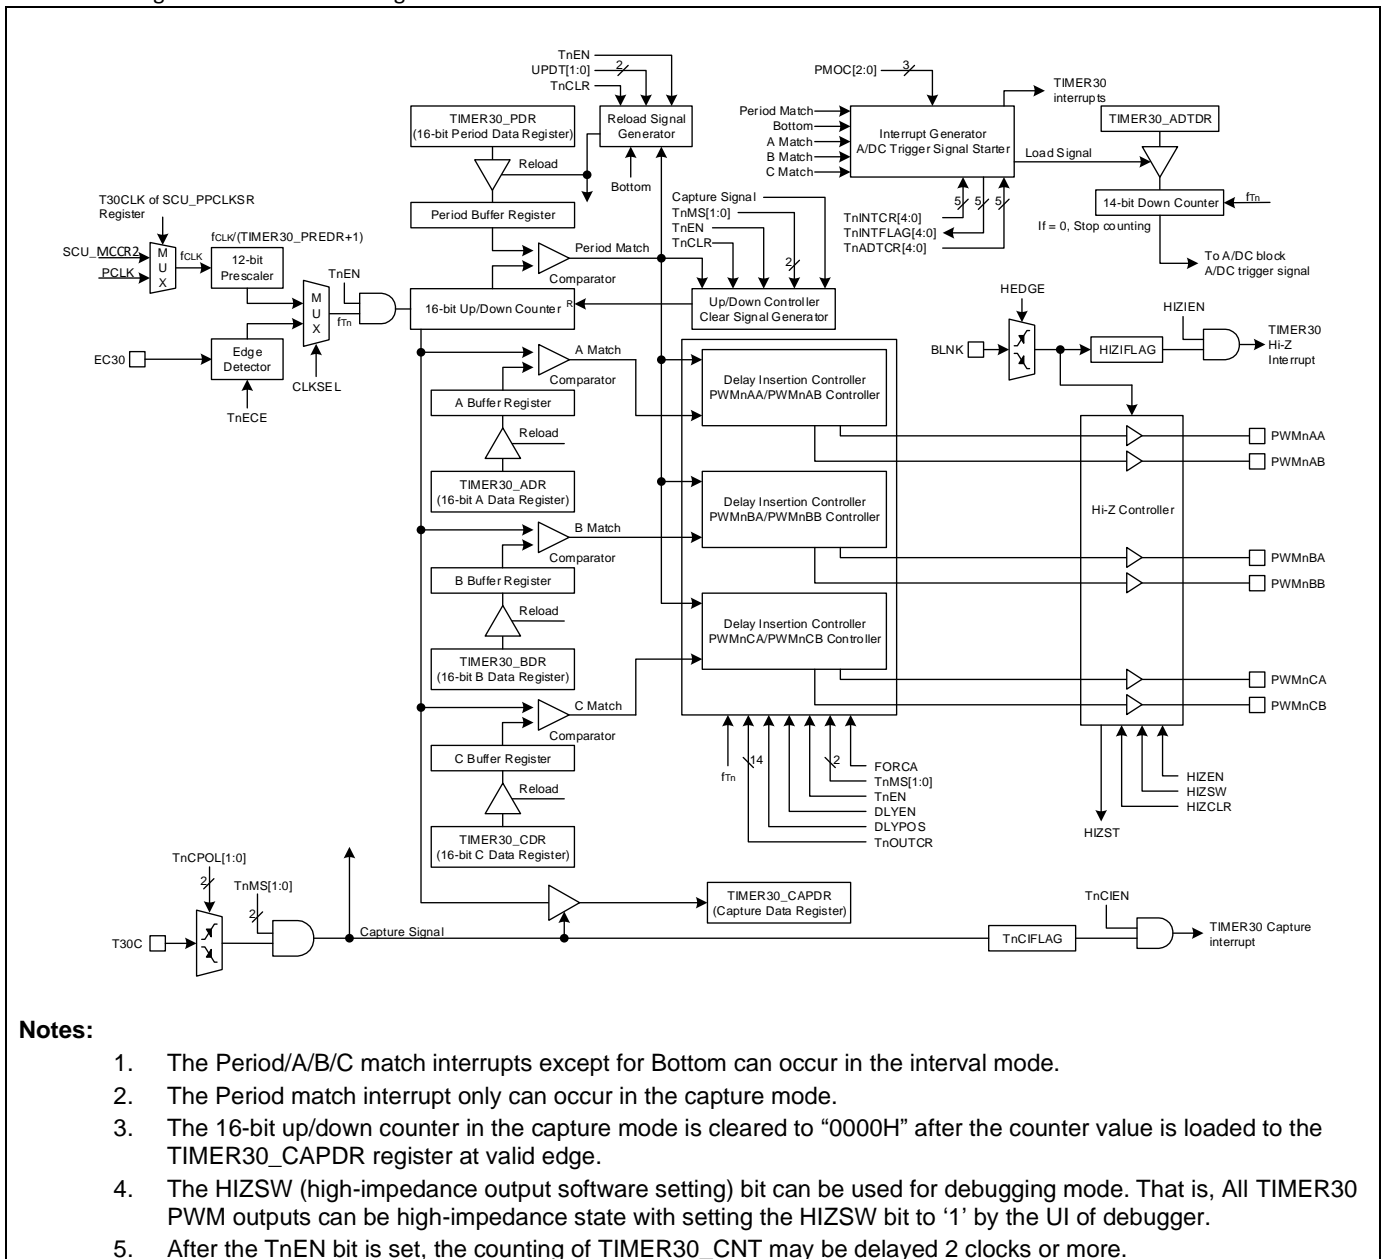 TnEN
UPDT[1:0]
2
TnCLR
PMOC[2:0]
3
TIMER30
interrupts
TIMER30_PDR
(16-bit Period Data Register)
Reload Signal
Generator
Period Match
Bottom
A Match
B Match
C Match
Interrupt Generator
A/DC Trigger Signal Starter
TIMER30_ADTDR
Load Signal
Reload
Bottom
T30CLK of SCU_PPCLKSR
Register
Period Buffer Register
Capture Signal
TnMS[1:0]
TnEN
TnCLR
2
5
5
5
TnINTCR[4:0]
TnINTFLAG[4:0]
TnADTCR[4:0]
14-bit Down Counter
fTn
If = 0, Stop counting
fCLK/(TIMER30_PREDR+1)
SCU_MCCR2
PCLK
MUX
fCLK
12-bit
Prescaler
Period Match
Comparator
To A/DC block
A/DC trigger signal
TnEN
MUX
fTn
16-bit Up/Down Counter
R
Up/Down Controller
Clear Signal Generator
HEDGE
HIZIEN
EC30
Edge
Detector
CLKSEL
TnECE
A Match
Comparator
A Buffer Register
Reload
TIMER30_ADR
(16-bit A Data Register)
Delay Insertion Controller
PWMnAA/PWMnAB Controller
BLNK
HIZIFLAG
TIMER30
Hi-Z
Interrupt
PWMnAA
PWMnAB
B Match
Comparator
B Buffer Register
Reload
TIMER30_BDR
(16-bit B Data Register)
Delay Insertion Controller
PWMnBA/PWMnBB Controller
Hi-Z Controller
PWMnBA
PWMnBB
C Match
Comparator
C Buffer Register
Reload
TIMER30_CDR
(16-bit C Data Register)
Delay Insertion Controller
PWMnCA/PWMnCB Controller
PWMnCA
PWMnCB
fTn
14
2
FORCA
TnMS[1:0]
TnEN
DLYEN
DLYPOS
TnOUTCR
HIZEN
HIZSW
HIZCLR
HIZST
TnCPOL[1:0]
2
TnMS[1:0]
2
T30C
Capture Signal
TIMER30_CAPDR
(Capture Data Register)
TnCIEN
TnCIFLAG
TIMER30 Capture
interrupt
Notes:
1. The Period/A/B/C match interrupts except for Bottom can occur in the interval mode.
2. The Period match interrupt only can occur in the capture mode.
3. The 16-bit up/down counter in the capture mode is cleared to “0000H” after the counter value is loaded to the
TIMER30_CAPDR register at valid edge.
4. The HIZSW (high-impedance output software setting) bit can be used for debugging mode. That is, All TIMER30
PWM outputs can be high-impedance state with setting the HIZSW bit to ‘1’ by the UI of debugger.
5. After the TnEN bit is set, the counting of TIMER30_CNT may be delayed 2 clocks or more.